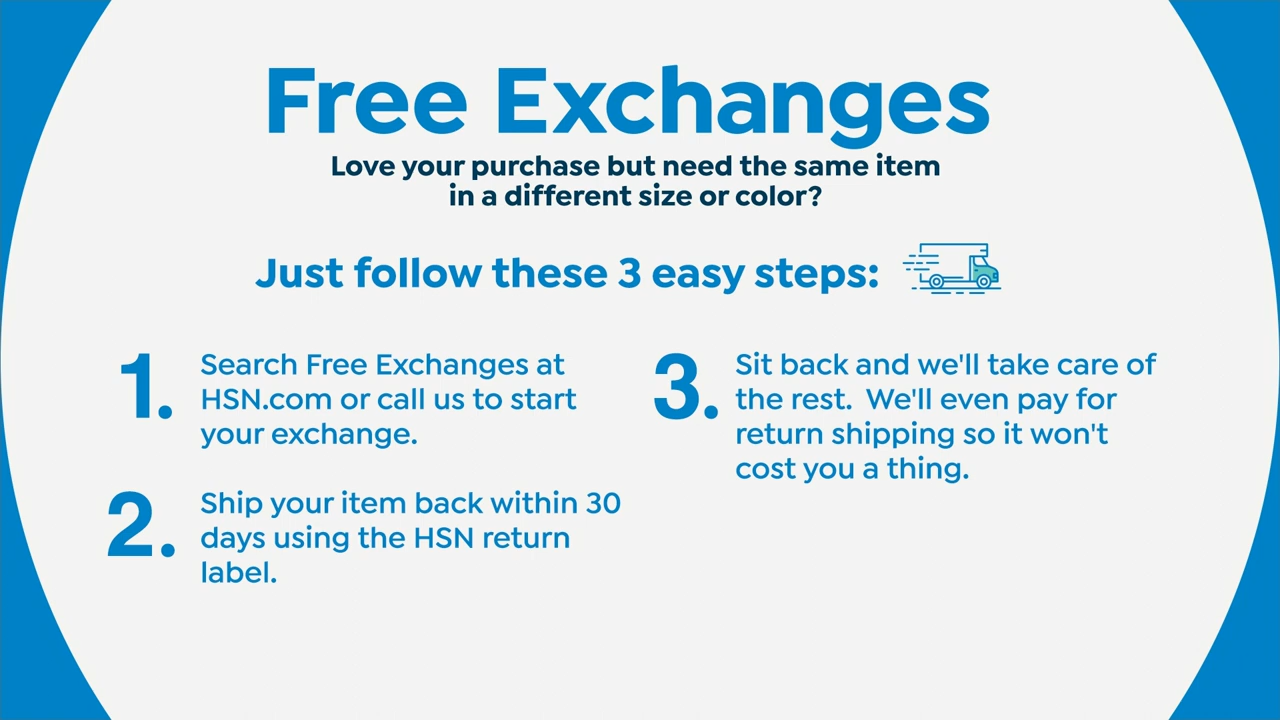 Free Exchanges
Love your purchase but need the same item
in a different size or color?
Just follow these 3 easy steps:
1. Search Free Exchanges at
HSN.com or call us to start
your exchange.
2. Ship your item back within 30
days using the HSN return
label.
3. Sit back and we'll take care of
the rest.  We'll even pay for
return shipping so it won't
cost you a thing.